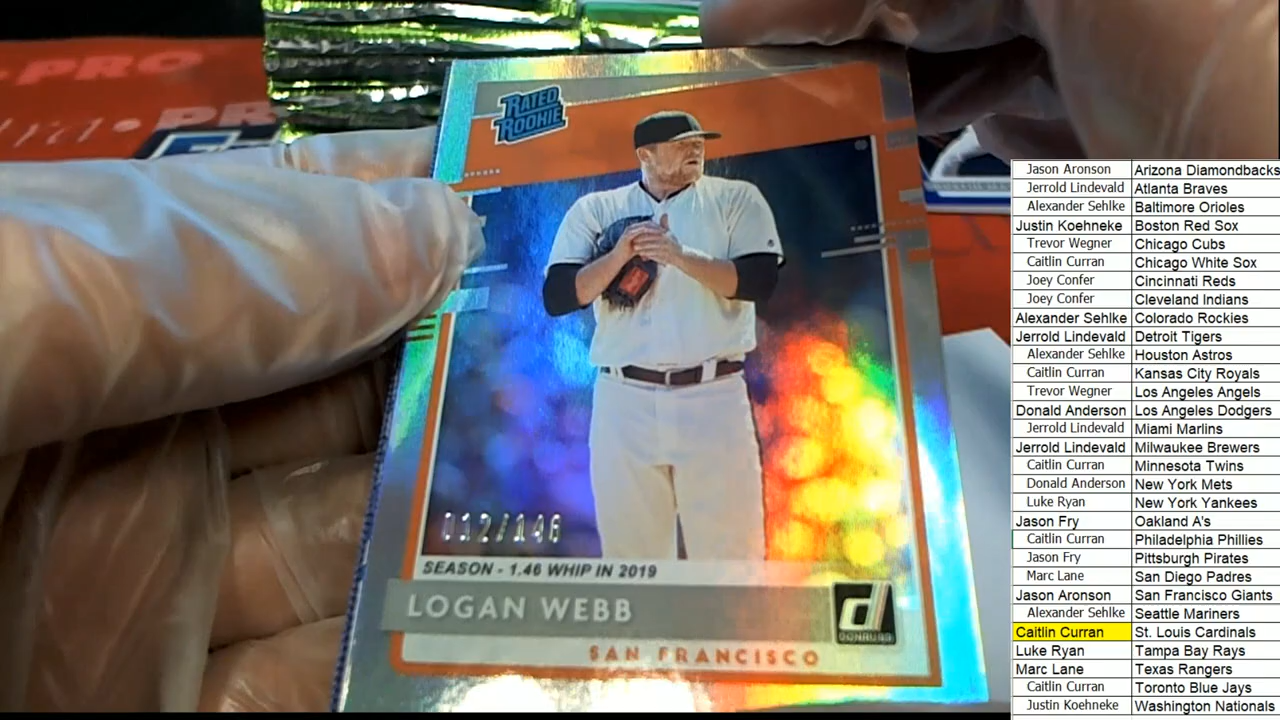 PRO
PR
RATED
ROOKIE
012/146
SEASON - 1.46 WHIP IN 2019
LOGAN WEBB
d
DONRUSS
SAN FRANCISCO
Jason Aronson Arizona Diamondbacks
Jerrold Lindevald Atlanta Braves
Alexander Sehlke Baltimore Orioles
Justin Koehneke Boston Red Sox
Trevor Wegner Chicago Cubs
Caitlin Curran Chicago White Sox
Joey Confer Cincinnati Reds
Joey Confer Cleveland Indians
Alexander Sehlke Colorado Rockies
Jerrold Lindevald Detroit Tigers
Alexander Sehlke Houston Astros
Caitlin Curran Kansas City Royals
Trevor Wegner Los Angeles Angels
Donald Anderson Los Angeles Dodgers
Jerrold Lindevald Miami Marlins
Jerrold Lindevald Milwaukee Brewers
Caitlin Curran Minnesota Twins
Donald Anderson New York Mets
Luke Ryan New York Yankees
Jason Fry Oakland A's
Caitlin Curran Philadelphia Phillies
Jason Fry Pittsburgh Pirates
Marc Lane San Diego Padres
Jason Aronson San Francisco Giants
Alexander Sehlke Seattle Mariners
Caitlin Curran St. Louis Cardinals
Luke Ryan Tampa Bay Rays
Marc Lane Texas Rangers
Caitlin Curran Toronto Blue Jays
Justin Koehneke Washington Nationals